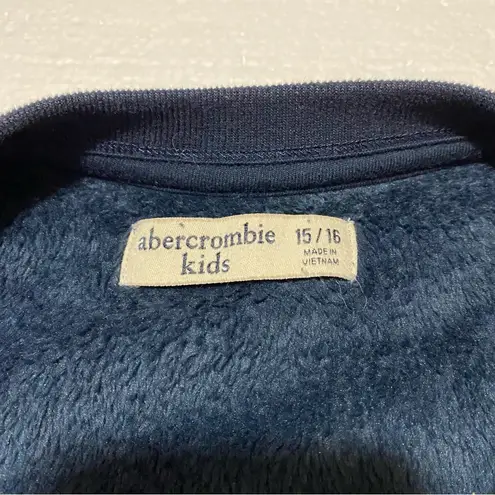 abercrombie
kids
15/16
MADE IN
VIETNAM